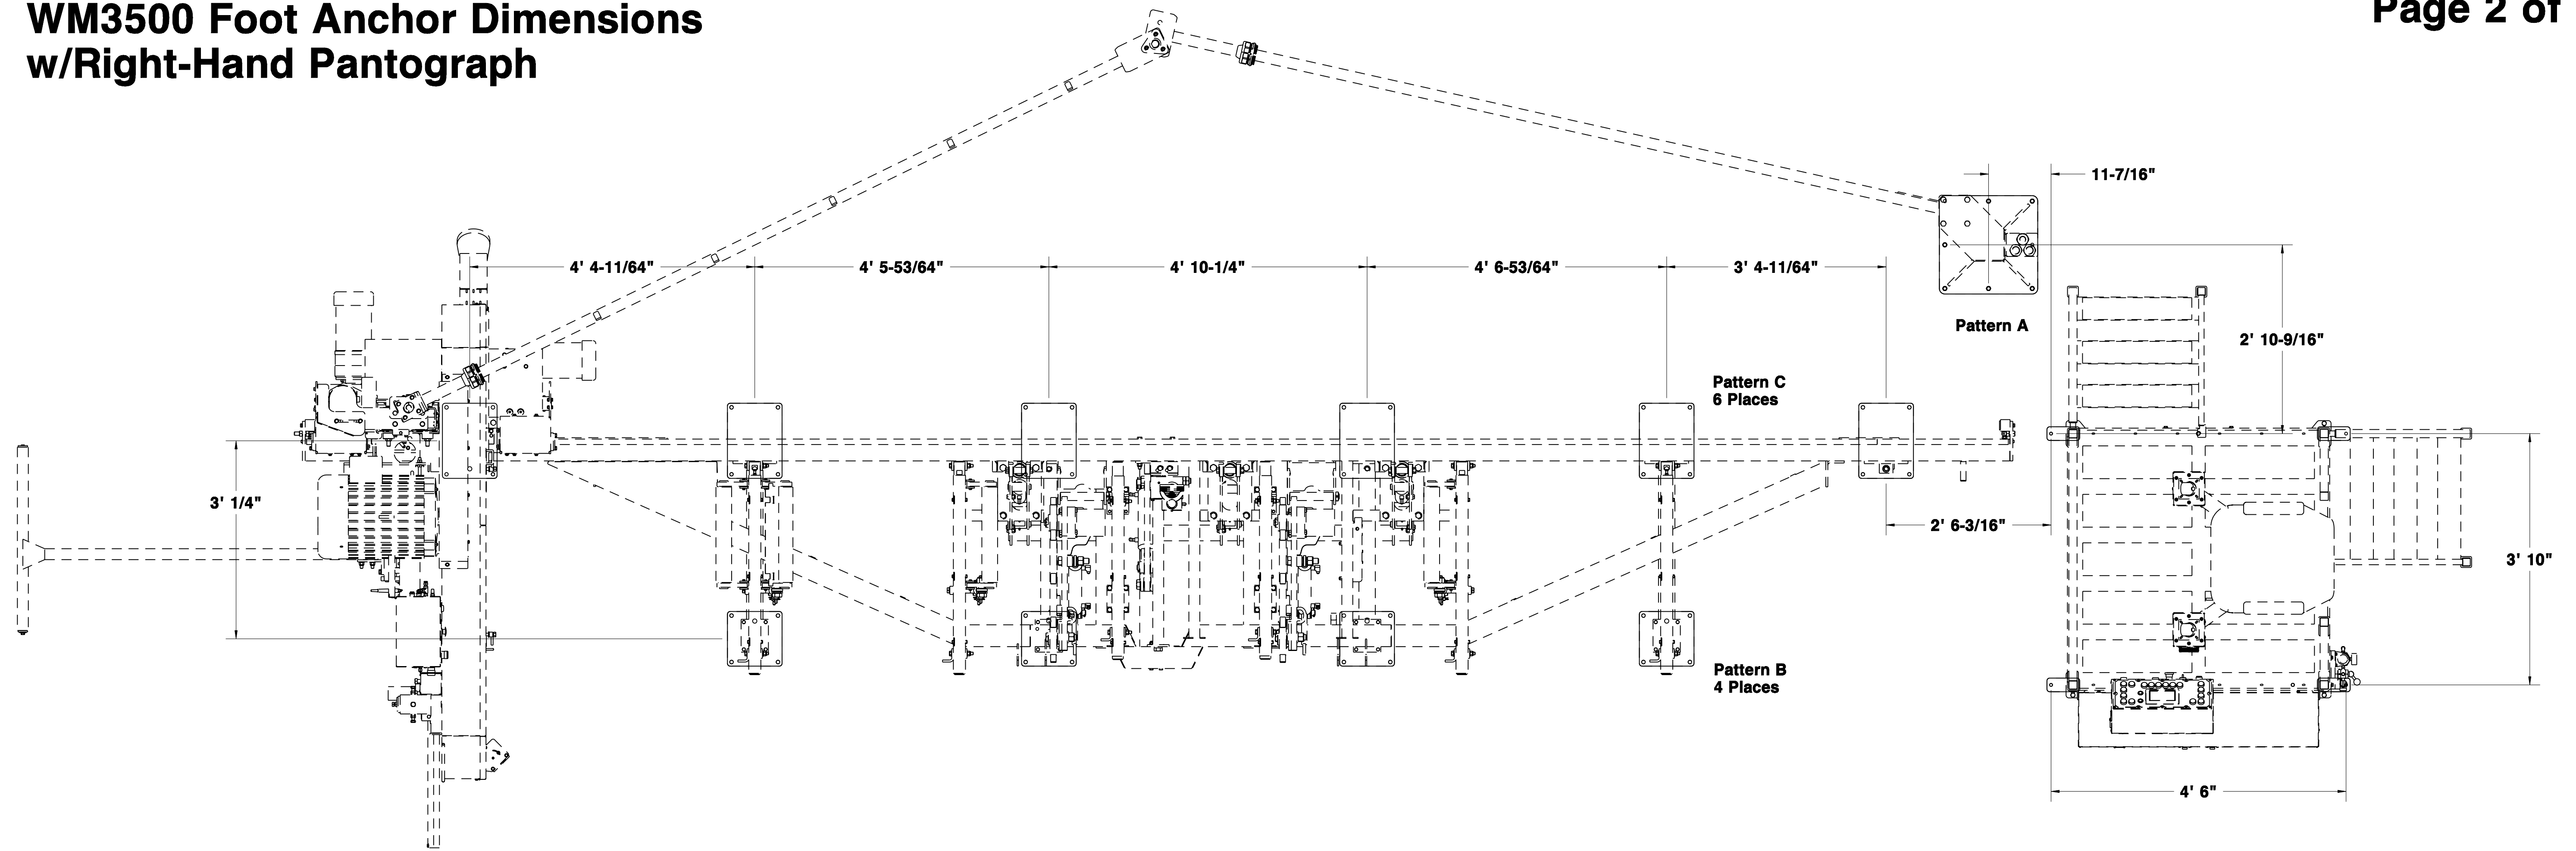 WM3500 Foot Anchor Dimensions
w/Right-Hand Pantograph
Page 2 of
11-7/16"
4' 4-11/64"
4' 5-53/64"
4' 10-1/4"
4' 6-53/64"
3' 4-11/64"
Pattern A
2' 10-9/16"
Pattern C
6 Places
3' 1/4"
2' 6-3/16"
3' 10"
Pattern B
4 Places
4' 6"